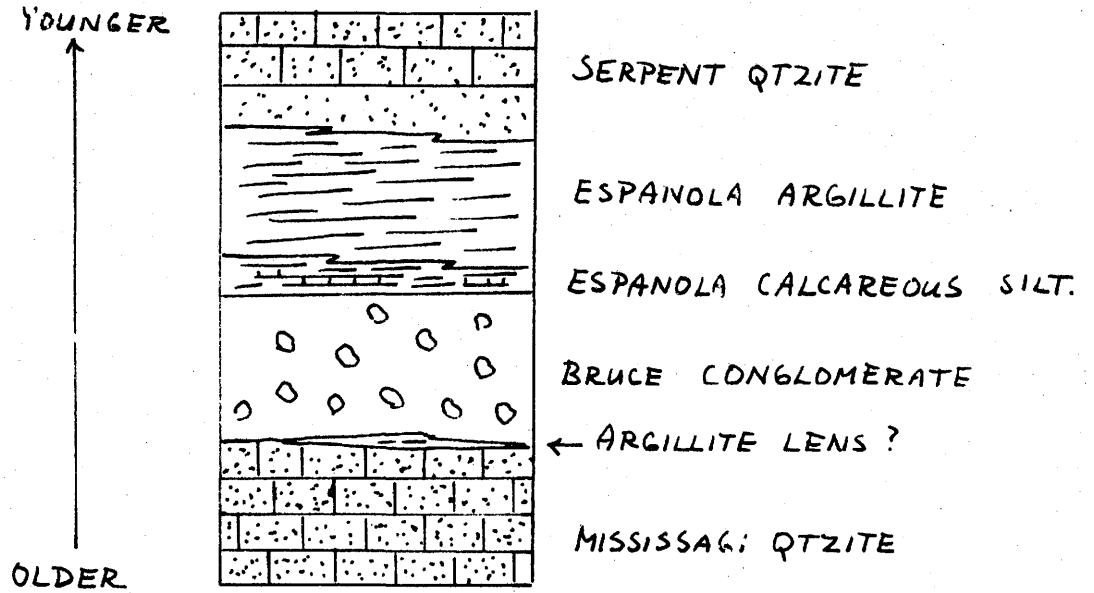 YOUNGER
SERPENT QTZITE
ESPANOLA ARGILLITE
ESPANOLA CALCAREOUS SILT.
BRUCE CONGLOMERATE
← ARGILLITE LENS ?
MISSISSAGi QTZITE
OLDER